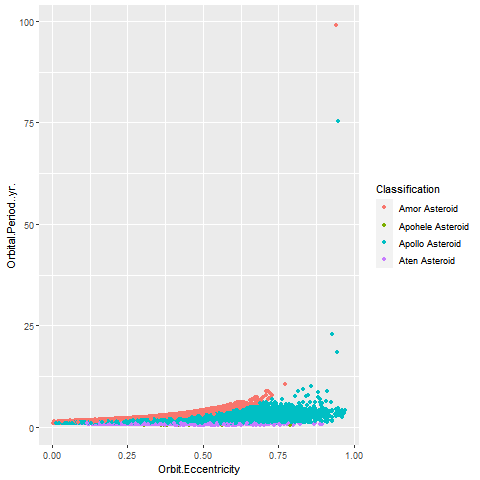 100
75
50
25
0
Orbital.Period..yr.
0.00 0.25 0.50 0.75 1.00
Orbit.Eccentricity
Classification
Amor Asteroid
Apohele Asteroid
Apollo Asteroid
Aten Asteroid